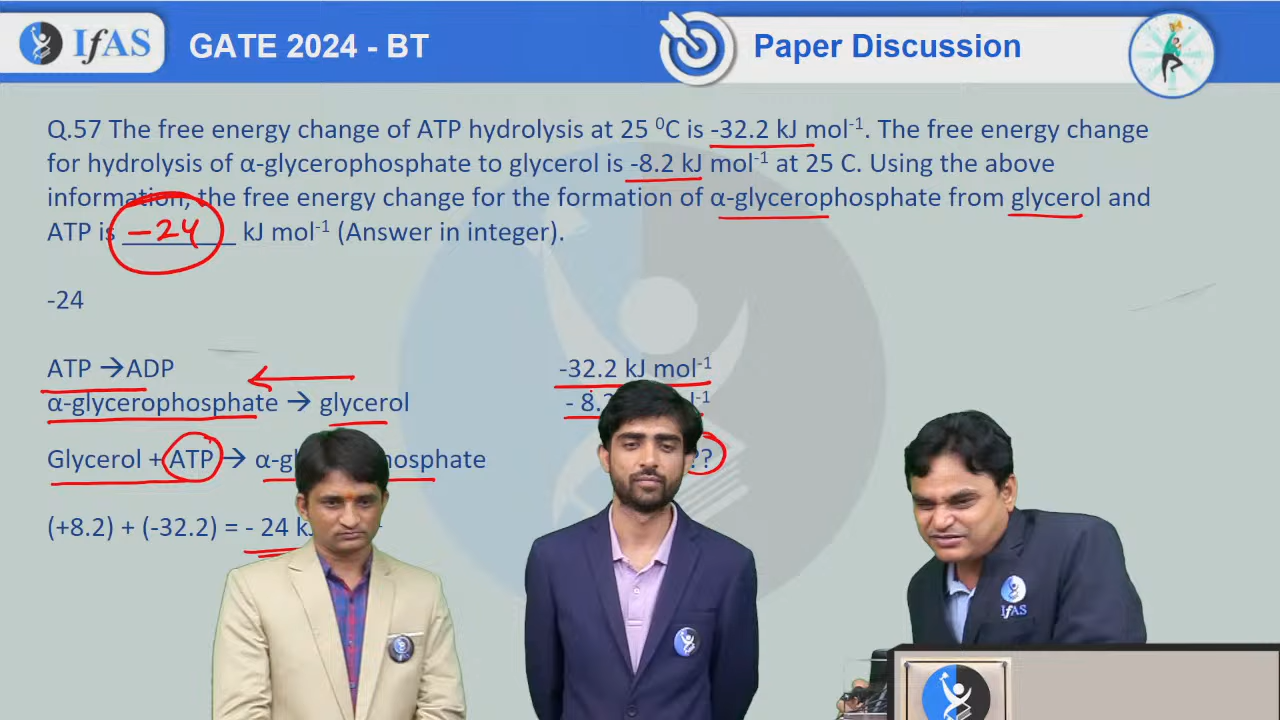 IfAS
GATE 2024 - BT
Paper Discussion
Q.57 The free energy change of ATP hydrolysis at 25 ⁰C is -32.2 kJ mol⁻¹. The free energy change
for hydrolysis of α-glycerophosphate to glycerol is -8.2 kJ mol⁻¹ at 25 C. Using the above
information, the free energy change for the formation of α-glycerophosphate from glycerol and
ATP is -24 kJ mol⁻¹ (Answer in integer).
-24
ATP →ADP -32.2 kJ mol⁻¹
α-glycerophosphate → glycerol - 8.
Glycerol + ATP → ??
(+8.2) + (-32.2) = - 24
IfAS